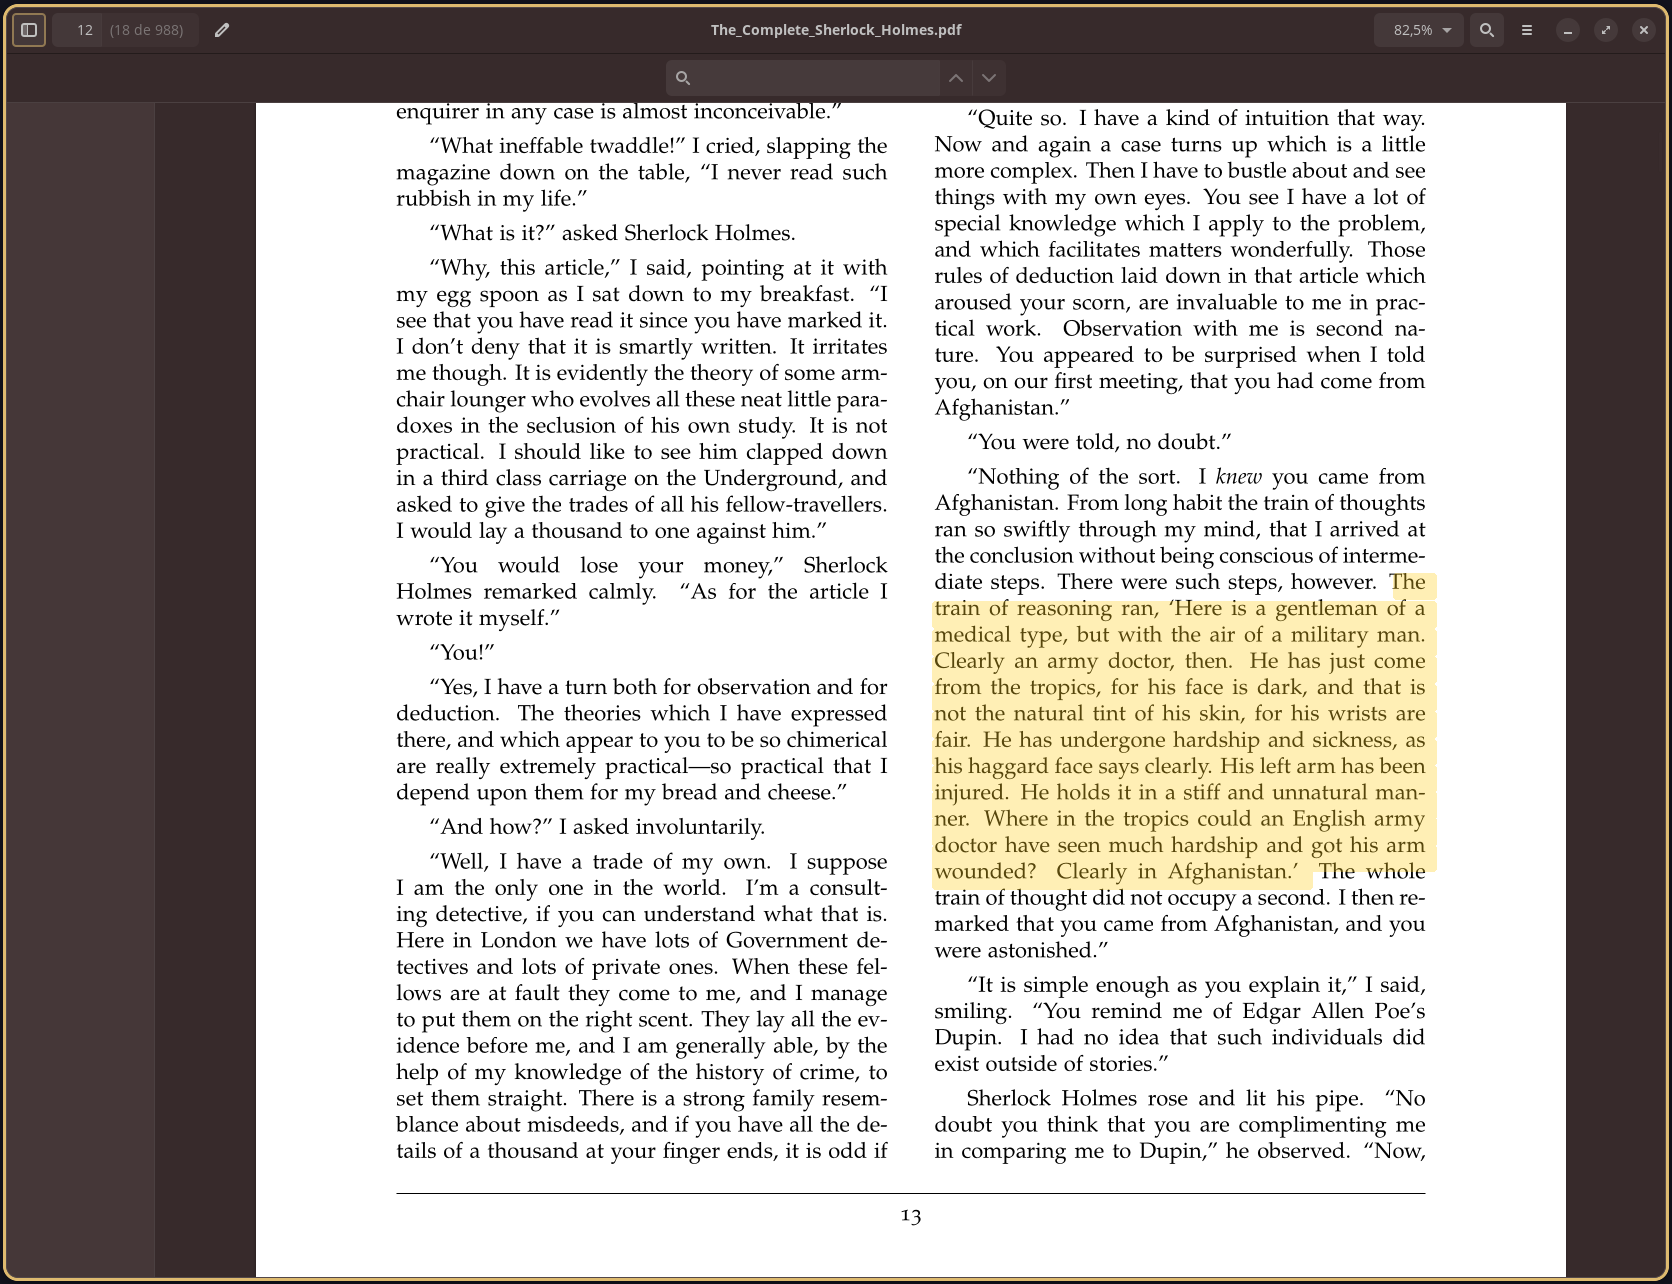 12 (18 de 988)
The_Complete_Sherlock_Holmes.pdf
82,5%
enquirer in any case is almost inconceivable.”
“What ineffable twaddle!” I cried, slapping the
magazine down on the table, “I never read such
rubbish in my life.”
“What is it?” asked Sherlock Holmes.
“Why, this article,” I said, pointing at it with
my egg spoon as I sat down to my breakfast. “I
see that you have read it since you have marked it.
I don’t deny that it is smartly written. It irritates
me though. It is evidently the theory of some arm-
chair lounger who evolves all these neat little para-
doxes in the seclusion of his own study. It is not
practical. I should like to see him clapped down
in a third class carriage on the Underground, and
asked to give the trades of all his fellow-travellers.
I would lay a thousand to one against him.”
“You would lose your money,” Sherlock
Holmes remarked calmly. “As for the article I
wrote it myself.”
“You!”
“Yes, I have a turn both for observation and for
deduction. The theories which I have expressed
there, and which appear to you to be so chimerical
are really extremely practical—so practical that I
depend upon them for my bread and cheese.”
“And how?” I asked involuntarily.
“Well, I have a trade of my own. I suppose
I am the only one in the world. I’m a consult-
ing detective, if you can understand what that is.
Here in London we have lots of Government de-
tectives and lots of private ones. When these fel-
lows are at fault they come to me, and I manage
to put them on the right scent. They lay all the ev-
idence before me, and I am generally able, by the
help of my knowledge of the history of crime, to
set them straight. There is a strong family resem-
blance about misdeeds, and if you have all the de-
tails of a thousand at your finger ends, it is odd if
“Quite so. I have a kind of intuition that way.
Now and again a case turns up which is a little
more complex. Then I have to bustle about and see
things with my own eyes. You see I have a lot of
special knowledge which I apply to the problem,
and which facilitates matters wonderfully. Those
rules of deduction laid down in that article which
aroused your scorn, are invaluable to me in prac-
tical work. Observation with me is second na-
ture. You appeared to be surprised when I told
you, on our first meeting, that you had come from
Afghanistan.”
“You were told, no doubt.”
“Nothing of the sort. I knew you came from
Afghanistan. From long habit the train of thoughts
ran so swiftly through my mind, that I arrived at
the conclusion without being conscious of interme-
diate steps. There were such steps, however. The
train of reasoning ran, ‘Here is a gentleman of a
medical type, but with the air of a military man.
Clearly an army doctor, then. He has just come
from the tropics, for his face is dark, and that is
not the natural tint of his skin, for his wrists are
fair. He has undergone hardship and sickness, as
his haggard face says clearly. His left arm has been
injured. He holds it in a stiff and unnatural man-
ner. Where in the tropics could an English army
doctor have seen much hardship and got his arm
wounded? Clearly in Afghanistan.’ The whole
train of thought did not occupy a second. I then re-
marked that you came from Afghanistan, and you
were astonished.”
“It is simple enough as you explain it,” I said,
smiling. “You remind me of Edgar Allen Poe’s
Dupin. I had no idea that such individuals did
exist outside of stories.”
Sherlock Holmes rose and lit his pipe. “No
doubt you think that you are complimenting me
in comparing me to Dupin,” he observed. “Now,
13